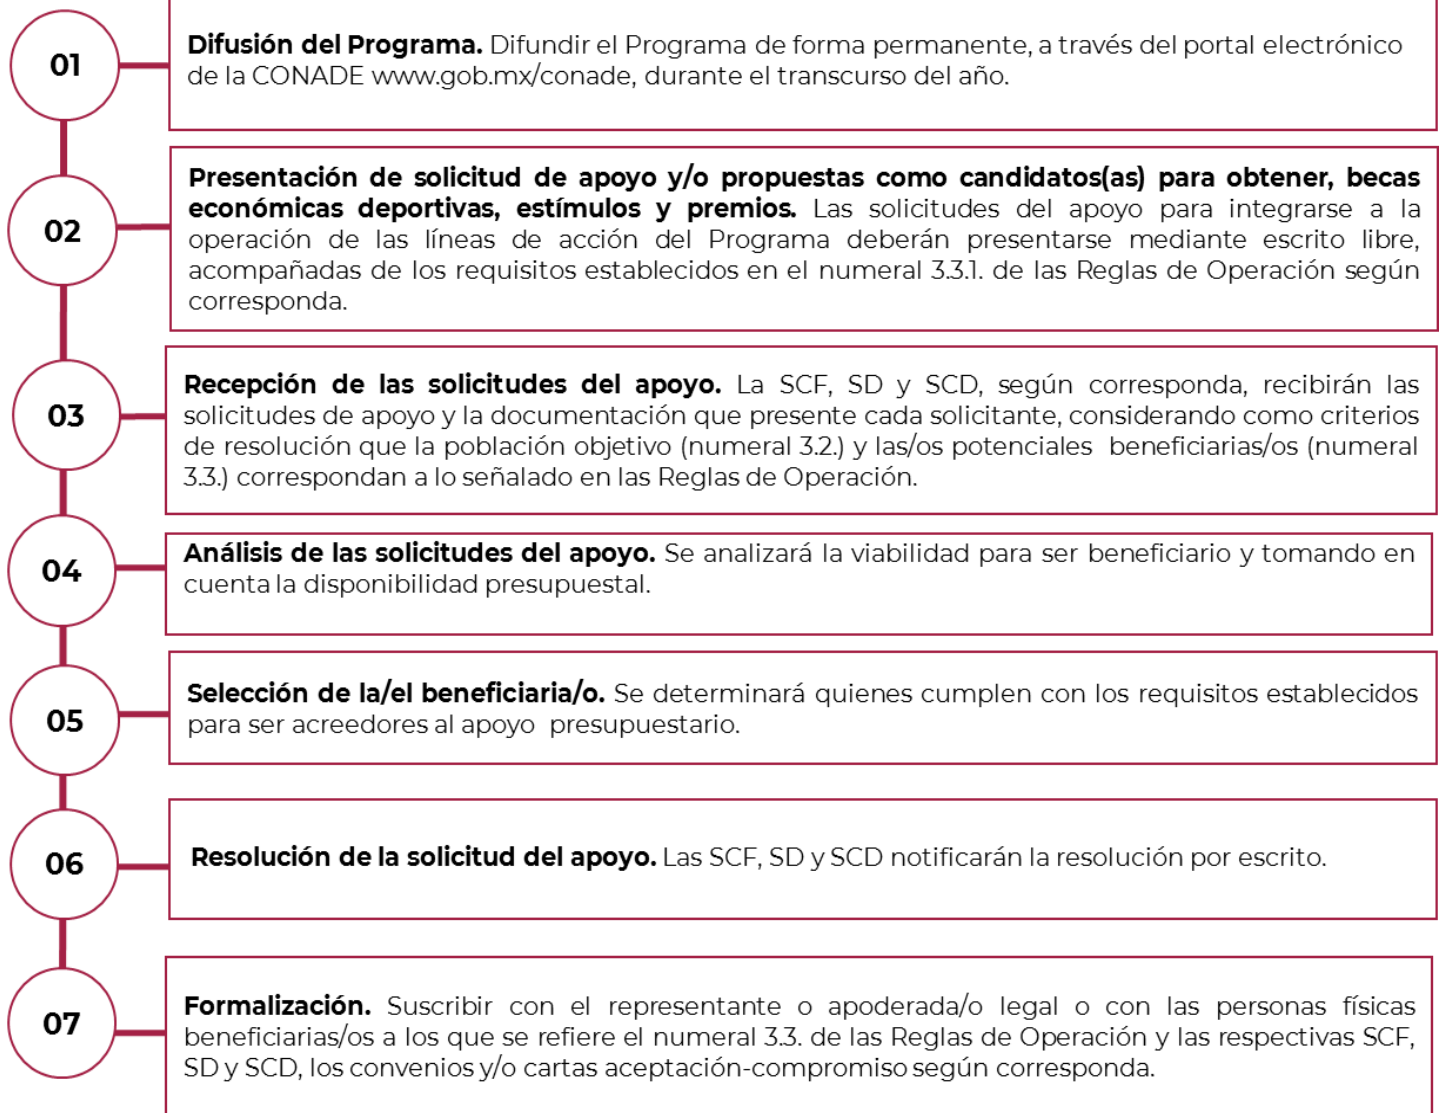 01
Difusión del Programa. Difundir el Programa de forma permanente, a través del portal electrónico
de la CONADE www.gob.mx/conade, durante el transcurso del año.
02
Presentación de solicitud de apoyo y/o propuestas como candidatos(as) para obtener, becas
económicas deportivas, estímulos y premios. Las solicitudes del apoyo para integrarse a la
operación de las líneas de acción del Programa deberán presentarse mediante escrito libre,
acompañadas de los requisitos establecidos en el numeral 3.3.1. de las Reglas de Operación según
corresponda.
03
Recepción de las solicitudes del apoyo. La SCF, SD y SCD, según corresponda, recibirán las
solicitudes de apoyo y la documentación que presente cada solicitante, considerando como criterios
de resolución que la población objetivo (numeral 3.2.) y las/os potenciales beneficiarias/os (numeral
3.3.) correspondan a lo señalado en las Reglas de Operación.
04
Análisis de las solicitudes del apoyo. Se analizará la viabilidad para ser beneficiario y tomando en
cuenta la disponibilidad presupuestal.
05
Selección de la/el beneficiaria/o. Se determinará quienes cumplen con los requisitos establecidos
para ser acreedores al apoyo presupuestario.
06
Resolución de la solicitud del apoyo. Las SCF, SD y SCD notificarán la resolución por escrito.
07
Formalización. Suscribir con el representante o apoderada/o legal o con las personas físicas
beneficiarias/os a los que se refiere el numeral 3.3. de las Reglas de Operación y las respectivas SCF,
SD y SCD, los convenios y/o cartas aceptación-compromiso según corresponda.